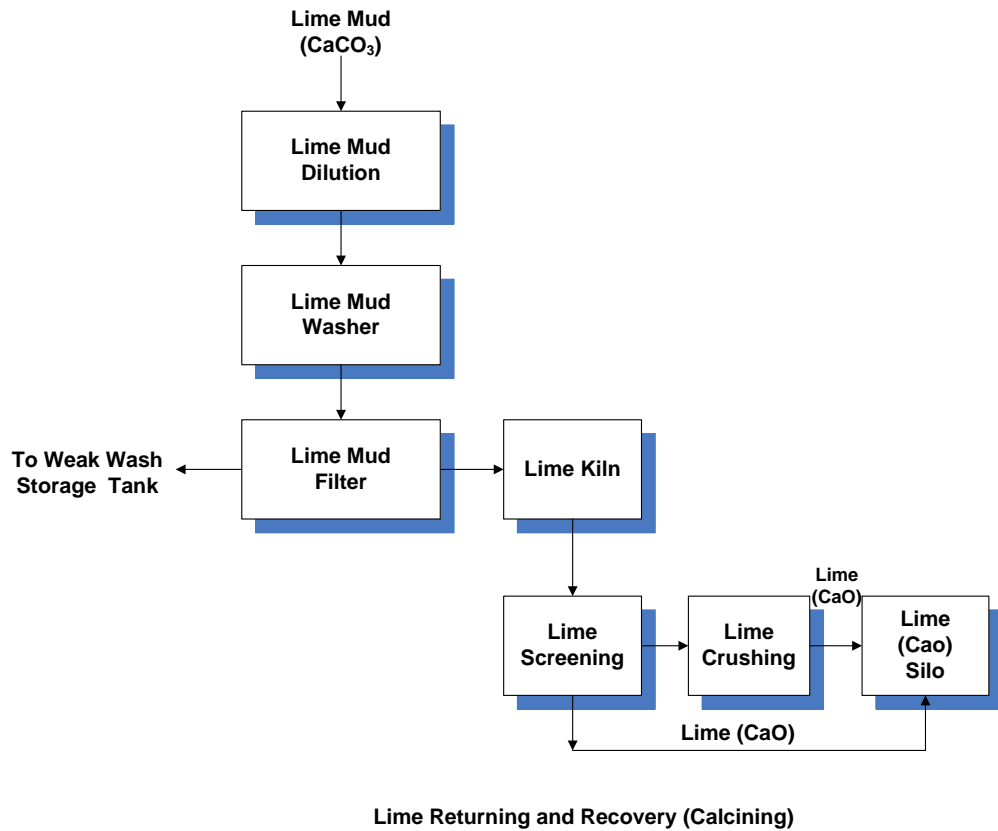 Lime Mud
(CaCO₃)
Lime Mud
Dilution
Lime Mud
Washer
To Weak Wash
Storage Tank
Lime Mud
Filter
Lime Kiln
Lime
Screening
Lime
Crushing
Lime
(CaO)
Lime
(Cao)
Silo
Lime (CaO)
Lime Returning and Recovery (Calcining)